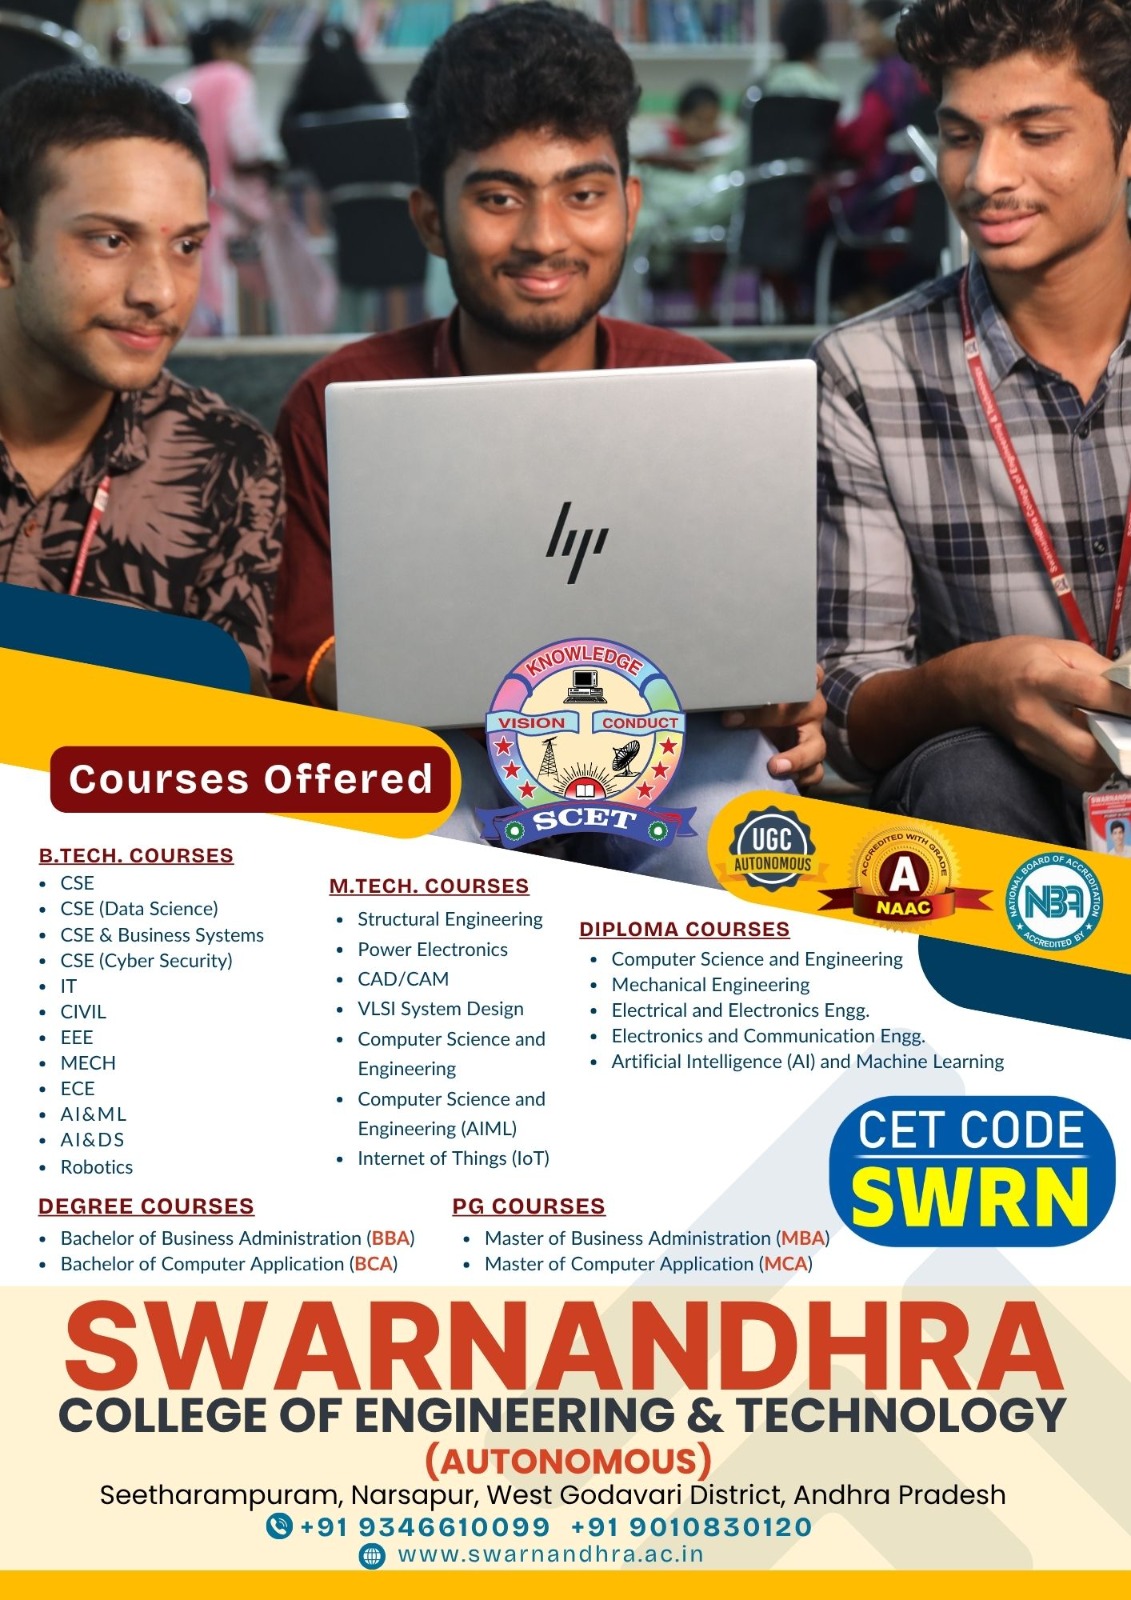 Swarnandhra College of Engineering & Technology
SCET
hp
KNOWLEDGE
VISION
CONDUCT
SCET
Courses Offered
UGC
AUTONOMOUS
ACCREDITED WITH GRADE
A
NAAC
NATIONAL BOARD OF ACCREDITATION
NBA
ACCREDITED BY
B.TECH. COURSES
• CSE
• CSE (Data Science)
• CSE & Business Systems
• CSE (Cyber Security)
• IT
• CIVIL
• EEE
• MECH
• ECE
• AI&ML
• AI&DS
• Robotics
M.TECH. COURSES
• Structural Engineering
• Power Electronics
• CAD/CAM
• VLSI System Design
• Computer Science and
Engineering
• Computer Science and
Engineering (AIML)
• Internet of Things (IoT)
DIPLOMA COURSES
• Computer Science and Engineering
• Mechanical Engineering
• Electrical and Electronics Engg.
• Electronics and Communication Engg.
• Artificial Intelligence (AI) and Machine Learning
CET CODE
SWRN
DEGREE COURSES
• Bachelor of Business Administration (BBA)
• Bachelor of Computer Application (BCA)
PG COURSES
• Master of Business Administration (MBA)
• Master of Computer Application (MCA)
SWARNANDHRA
COLLEGE OF ENGINEERING & TECHNOLOGY
(AUTONOMOUS)
Seetharampuram, Narsapur, West Godavari District, Andhra Pradesh
+91 9346610099 +91 9010830120
www.swarnandhra.ac.in